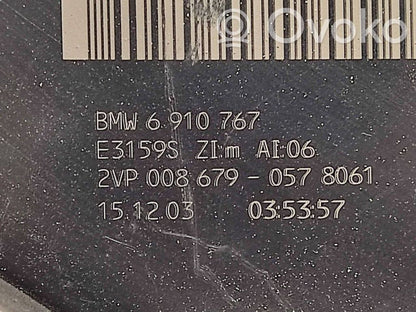 Ovoko
BMW 6 910 767
E3159S ZI:m AI:06
2VP 008 679 - 057 8061
15.12.03 03:53:57